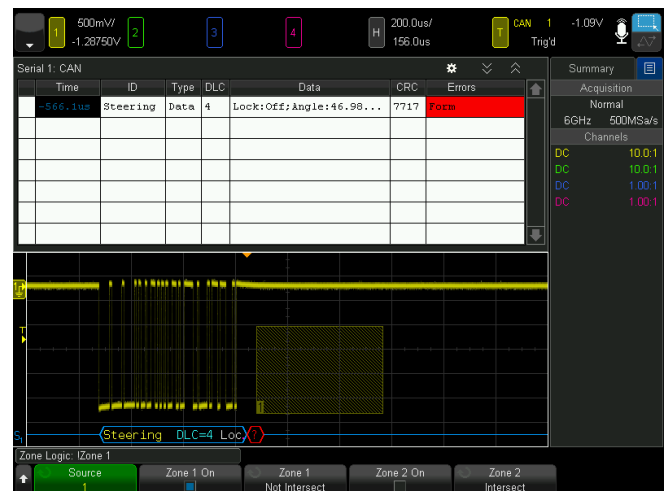 1 500mV/ -1.28750V 2 3 4 H 200.0us/ 156.0us T CAN 1 -1.09V Trig'd
Serial 1: CAN
Time ID Type DLC Data CRC Errors
-566.1us Steering Data 4 Lock:Off;Angle:46.98... 7717 Form
Summary
Acquisition
Normal
6GHz 500MSa/s
Channels
DC 10.0:1
DC 10.0:1
DC 1.00:1
DC 1.00:1
T
1
S1 Steering DLC=4 Loc ?
Zone Logic: !Zone 1
Source
1
Zone 1 On
Zone 1
Not Intersect
Zone 2 On
Zone 2
Intersect